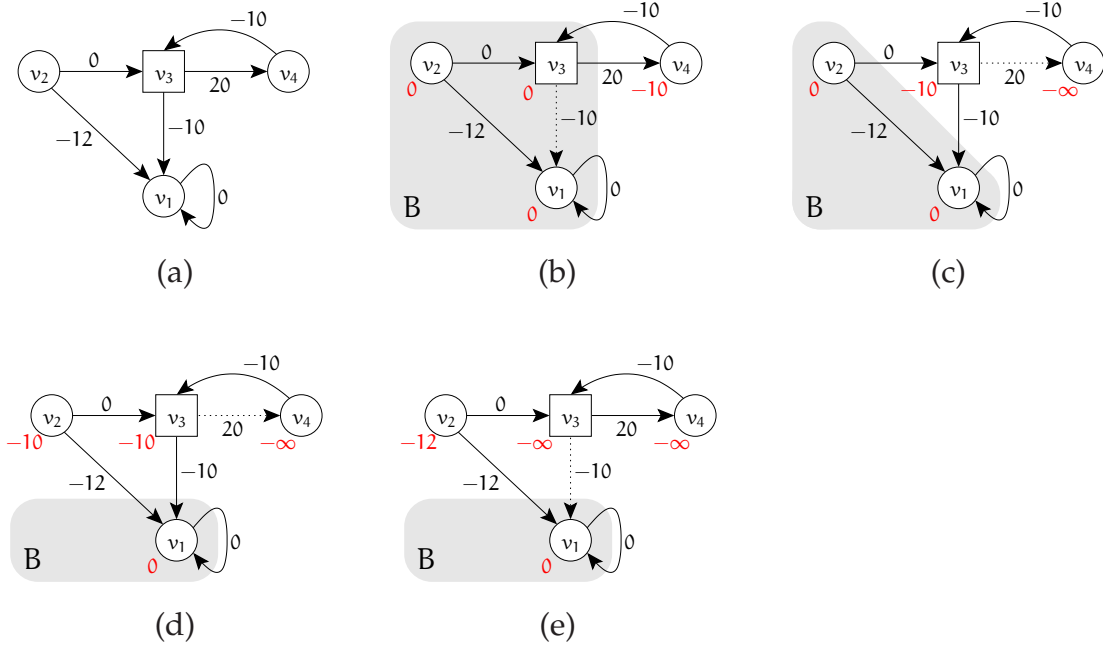 −10 −10 −10
0 0 0
v₂ v₃ v₄ v₂ v₃ v₄ v₂ v₃ v₄
20 20 20
0 0 −10 0 −10 −∞
−12 −10 −12 −10 −12 −10
v₁ 0 v₁ 0 v₁ 0
B 0 B 0
(a) (b) (c)
−10 −10
0 0
v₂ v₃ v₄ v₂ v₃ v₄
20 20
−10 −10 −∞ −12 −∞ −∞
−12 −10 −12 −10
v₁ 0 v₁ 0
B 0 B 0
(d) (e)